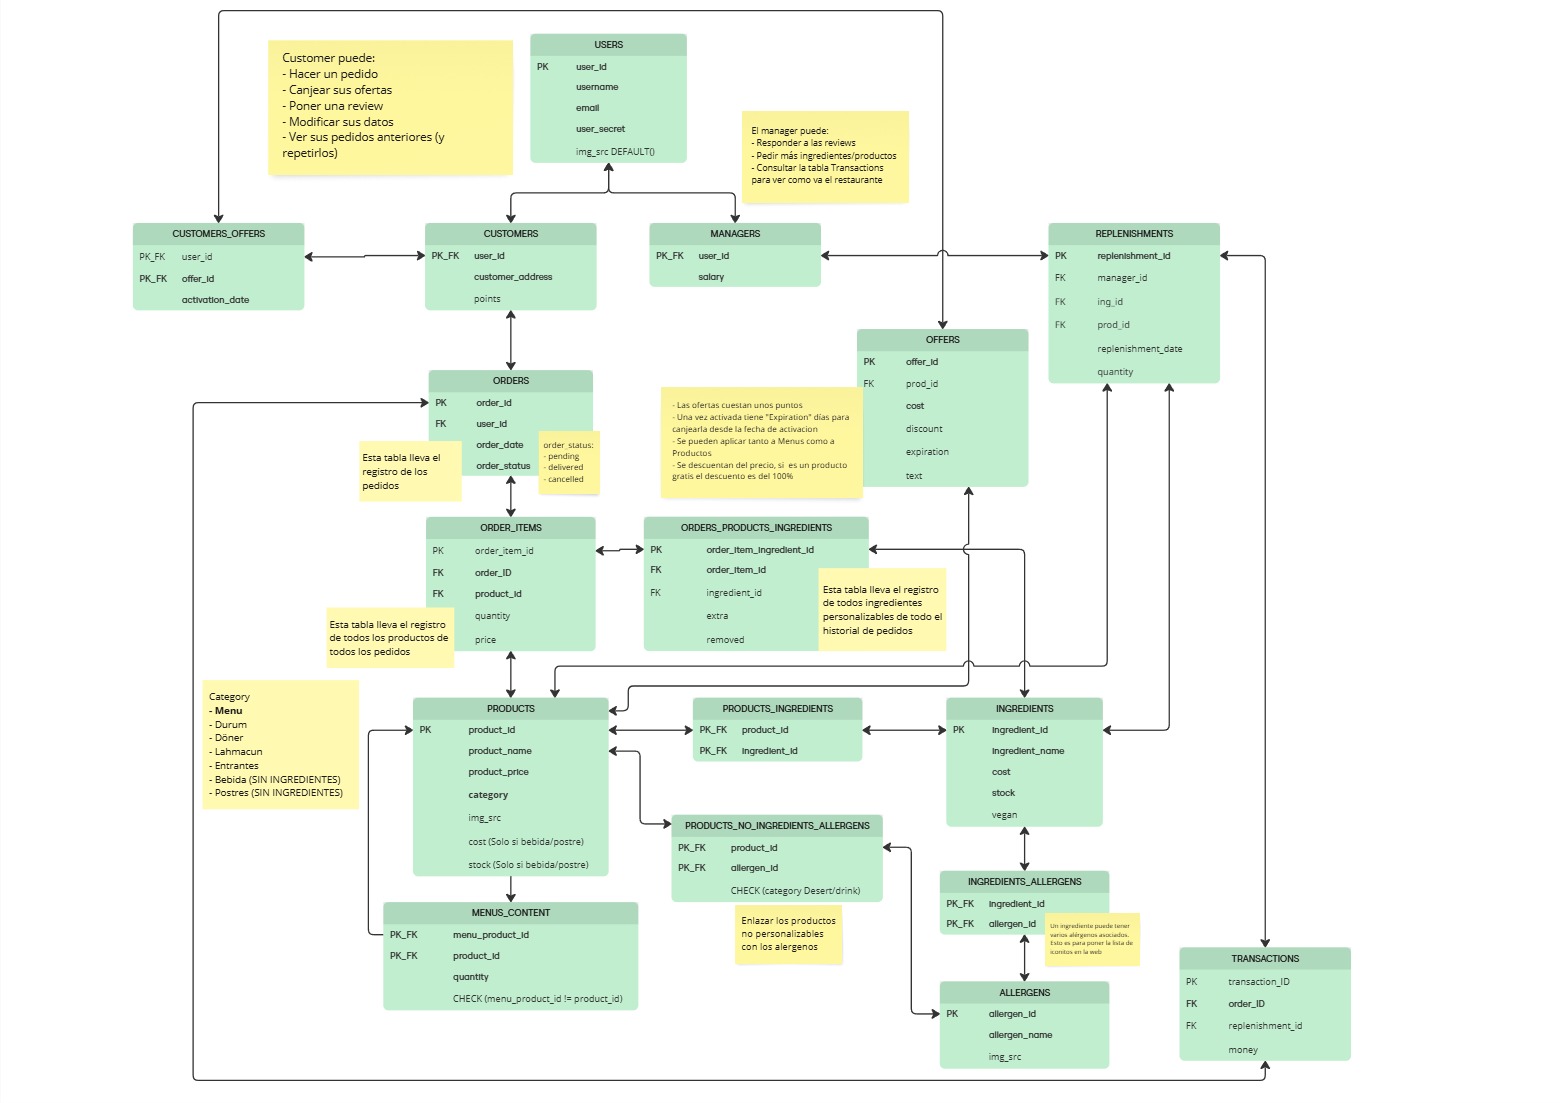 Customer puede:
- Hacer un pedido
- Canjear sus ofertas
- Poner una review
- Modificar sus datos
- Ver sus pedidos anteriores (y
repetirlos)
USERS
PK user_id
username
email
user_secret
img_src DEFAULT()
El manager puede:
- Responder a las reviews
- Pedir más ingredientes/productos
- Consultar la tabla Transactions
para ver como va el restaurante
CUSTOMERS_OFFERS
PK_FK user_id
PK_FK offer_id
activation_date
CUSTOMERS
PK_FK user_id
customer_address
points
MANAGERS
PK_FK user_id
salary
REPLENISHMENTS
PK replenishment_id
FK manager_id
FK ing_id
FK prod_id
replenishment_date
quantity
OFFERS
PK offer_id
FK prod_id
cost
discount
expiration
text
- Las ofertas cuestan unos puntos
- Una vez activada tiene "Expiration" días para
canjearla desde la fecha de activacion
- Se pueden aplicar tanto a Menus como a
Productos
- Se descuentan del precio, si es un producto
gratis el descuento es del 100%
ORDERS
PK order_id
FK user_id
order_date
order_status
order_status:
- pending
- delivered
- cancelled
Esta tabla lleva el
registro de los
pedidos
ORDER_ITEMS
PK order_item_id
FK order_ID
FK product_id
quantity
price
Esta tabla lleva el registro
de todos los productos de
todos los pedidos
ORDERS_PRODUCTS_INGREDIENTS
PK order_item_ingredient_id
FK order_item_id
FK ingredient_id
extra
removed
Esta tabla lleva el registro
de todos ingredientes
personalizables de todo el
historial de pedidos
Category
- Menu
- Durum
- Döner
- Lahmacun
- Entrantes
- Bebida (SIN INGREDIENTES)
- Postres (SIN INGREDIENTES)
PRODUCTS
PK product_id
product_name
product_price
category
img_src
cost (Solo si bebida/postre)
stock (Solo si bebida/postre)
PRODUCTS_INGREDIENTS
PK_FK product_id
PK_FK ingredient_id
INGREDIENTS
PK ingredient_id
ingredient_name
cost
stock
vegan
PRODUCTS_NO_INGREDIENTS_ALLERGENS
PK_FK product_id
PK_FK allergen_id
CHECK (category Desert/drink)
Enlazar los productos
no personalizables
con los alergenos
INGREDIENTS_ALLERGENS
PK_FK ingredient_id
PK_FK allergen_id
Un ingrediente puede tener
varios alérgenos asociados.
Esto es para poner la lista de
iconitos en la web
MENUS_CONTENT
PK_FK menu_product_id
PK_FK product_id
quantity
CHECK (menu_product_id != product_id)
ALLERGENS
PK allergen_id
allergen_name
img_src
TRANSACTIONS
PK transaction_ID
FK order_ID
FK replenishment_id
money